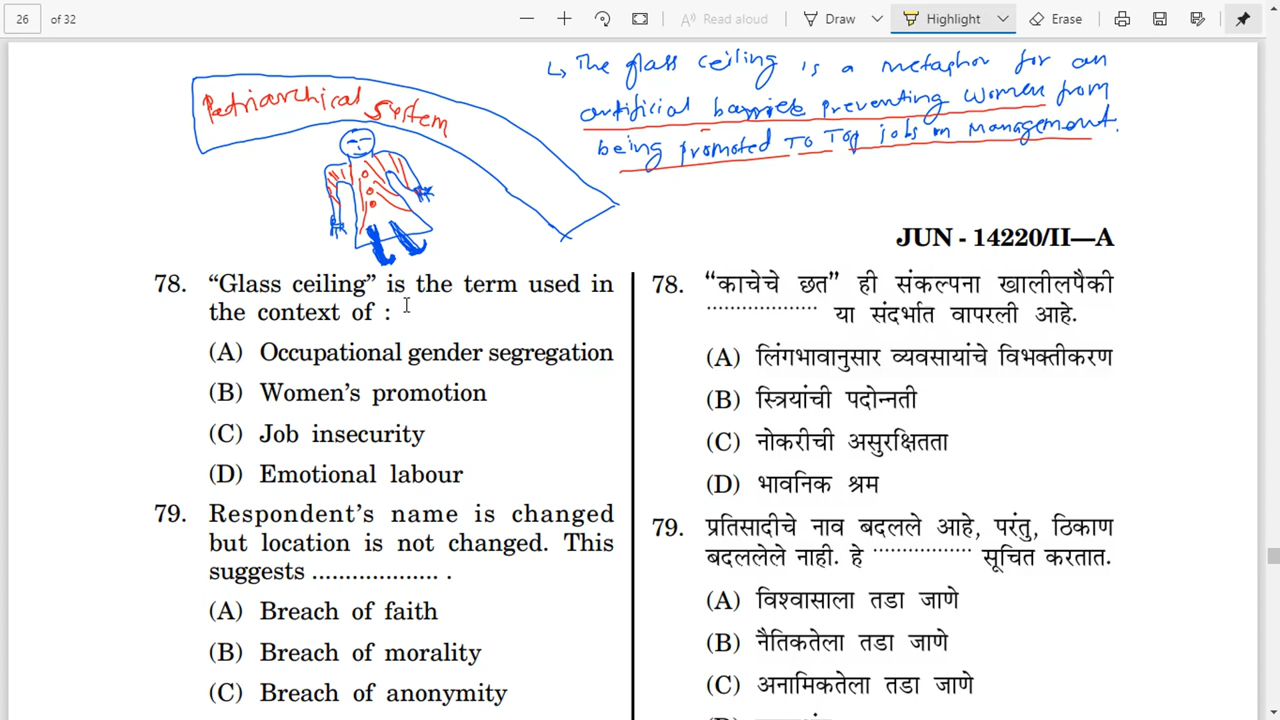 26 of 32
Read aloud
Draw
Highlight
Erase
Patriarchical system
↳ The glass ceiling is a metaphor for an
artificial barrier preventing women from
being promoted to Top jobs in management.
JUN - 14220/II—A
78. “Glass ceiling” is the term used in
the context of :
(A) Occupational gender segregation
(B) Women’s promotion
(C) Job insecurity
(D) Emotional labour
79. Respondent’s name is changed
but location is not changed. This
suggests ................... .
(A) Breach of faith
(B) Breach of morality
(C) Breach of anonymity
78. “काचेचे छत” ही संकल्पना खालीलपैकी
................... या संदर्भात वापरली आहे.
(A) लिंगभावानुसार व्यवसायांचे विभक्तीकरण
(B) स्त्रियांची पदोन्नती
(C) नोकरीची असुरक्षितता
(D) भावनिक श्रम
79. प्रतिसादीचे नाव बदलले आहे, परंतु, ठिकाण
बदललेले नाही. हे ................. सूचित करतात.
(A) विश्वासाला तडा जाणे
(B) नैतिकतेला तडा जाणे
(C) अनामिकतेला तडा जाणे